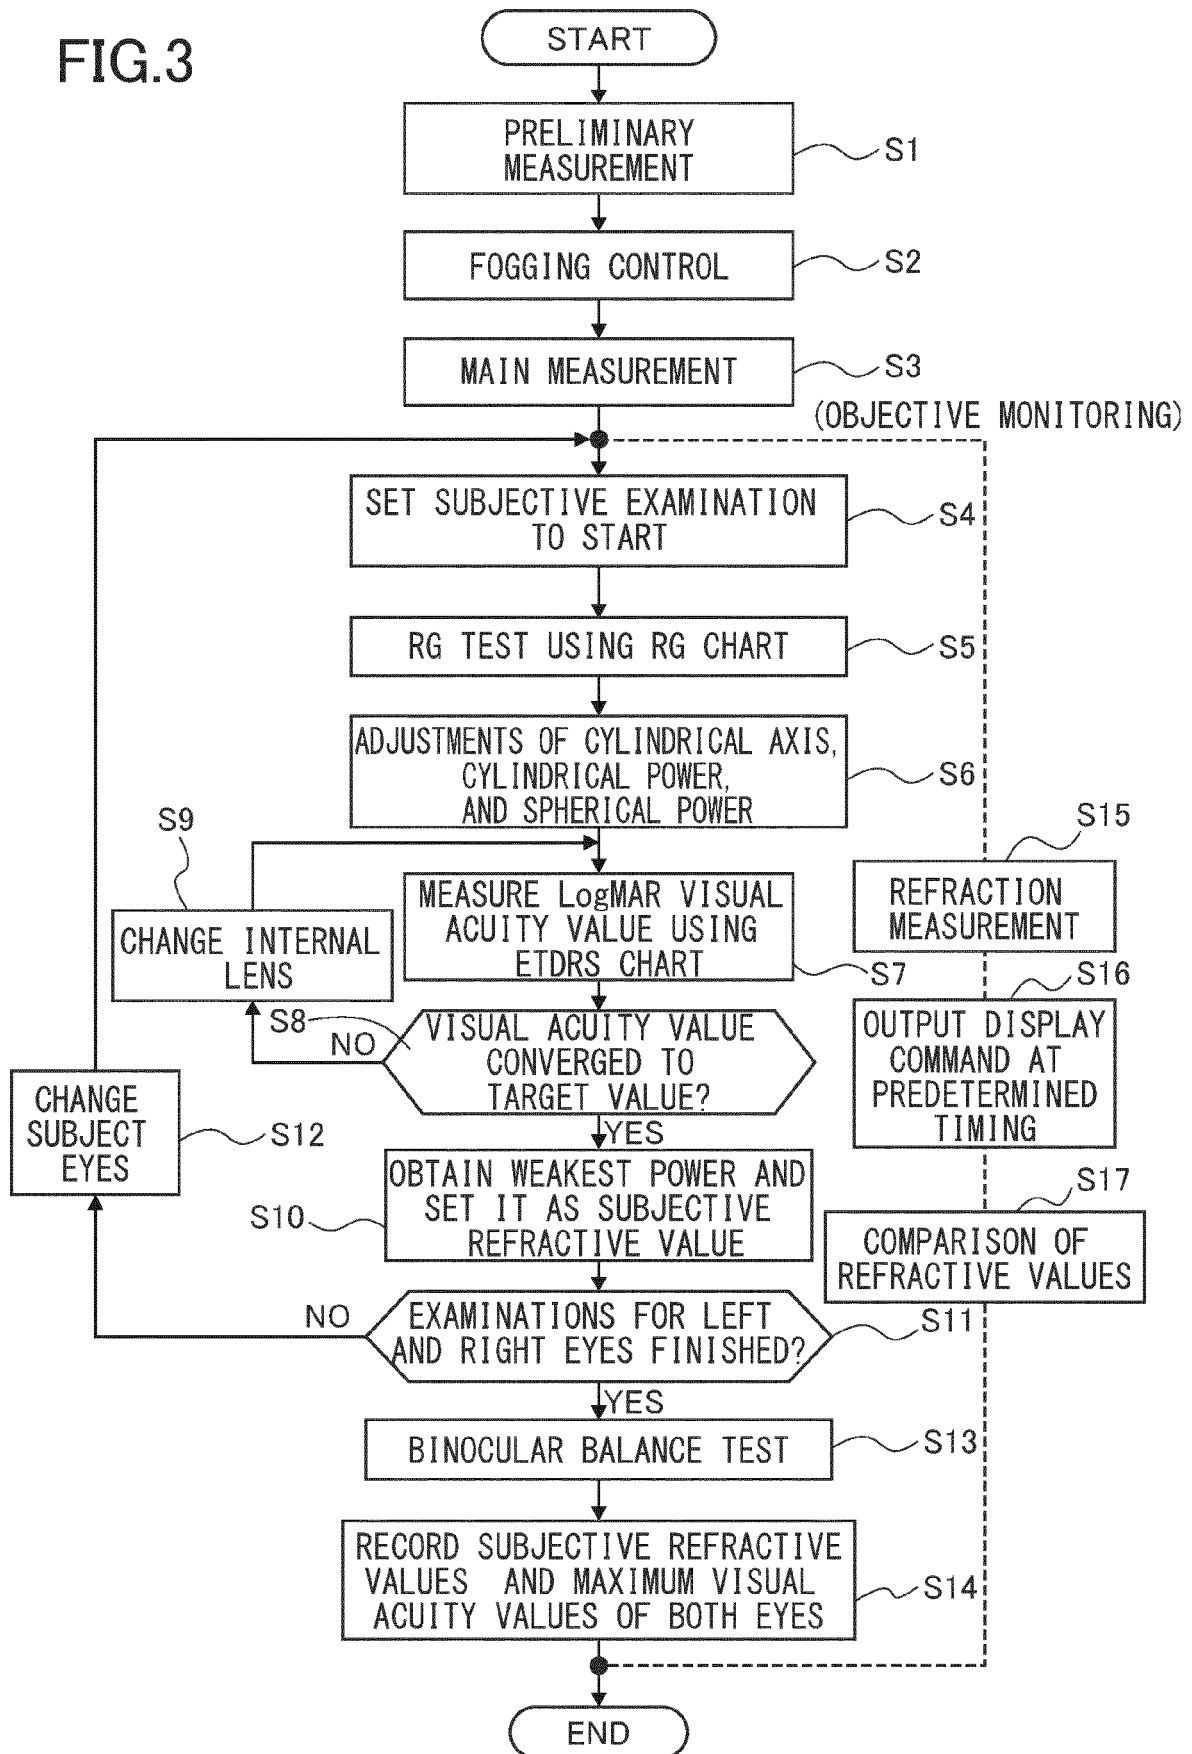 FIG.3
START
PRELIMINARY
MEASUREMENT
S1
FOGGING CONTROL
S2
MAIN MEASUREMENT
S3
(OBJECTIVE MONITORING)
SET SUBJECTIVE EXAMINATION
TO START
S4
RG TEST USING RG CHART
S5
ADJUSTMENTS OF CYLINDRICAL AXIS,
CYLINDRICAL POWER,
AND SPHERICAL POWER
S6
S9
CHANGE INTERNAL
LENS
MEASURE LogMAR VISUAL
ACUITY VALUE USING
ETDRS CHART
S7
S15
REFRACTION
MEASUREMENT
S8
NO
VISUAL ACUITY VALUE
CONVERGED TO
TARGET VALUE?
YES
S16
OUTPUT DISPLAY
COMMAND AT
PREDETERMINED
TIMING
CHANGE
SUBJECT
EYES
S12
S10
OBTAIN WEAKEST POWER AND
SET IT AS SUBJECTIVE
REFRACTIVE VALUE
S17
COMPARISON OF
REFRACTIVE VALUES
NO
EXAMINATIONS FOR LEFT
AND RIGHT EYES FINISHED?
S11
YES
BINOCULAR BALANCE TEST
S13
RECORD SUBJECTIVE REFRACTIVE
VALUES AND MAXIMUM VISUAL
ACUITY VALUES OF BOTH EYES
S14
END